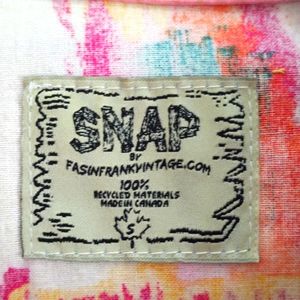 SNAP
BY
FASINFRANKVINTAGE.COM
100%
RECYCLED MATERIALS
MADE IN CANADA
S